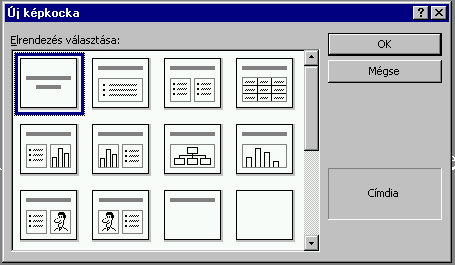 Új képkocka
Elrendezés választása:
OK
Mégse
Címdia